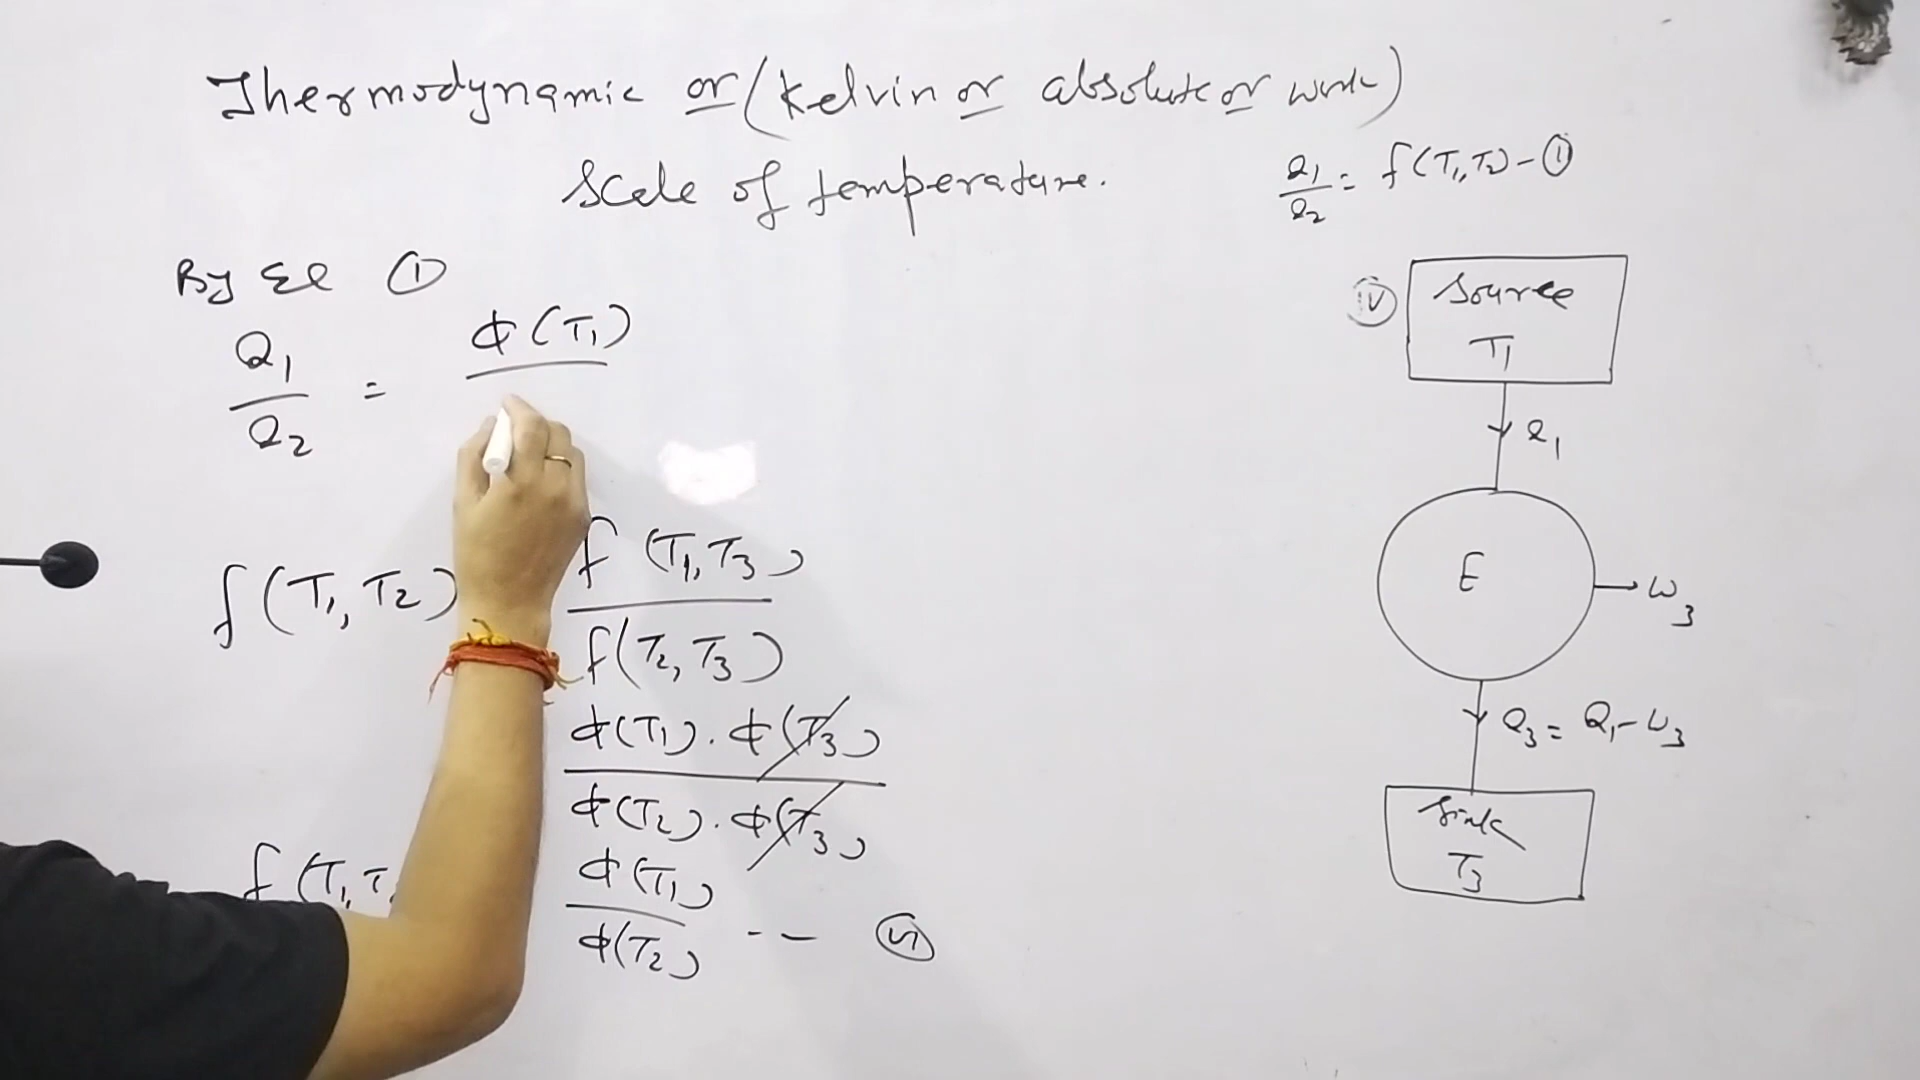 Thermodynamic or (Kelvin or absolute or work)
Scale of temperature.
Q1/Q2 = f(T1,T2) - ①
By Eq ①
Q1/Q2 = ϕ(T1)
f(T1,T2) f(T1,T3)/f(T2,T3)
ϕ(T1).ϕ(T3)/ϕ(T2).ϕ(T3)
f(T1,T ϕ(T1)/ϕ(T2) --
iv
Source
T1
Q1
E
W3
Q3 = Q1-W3
Sink
T3